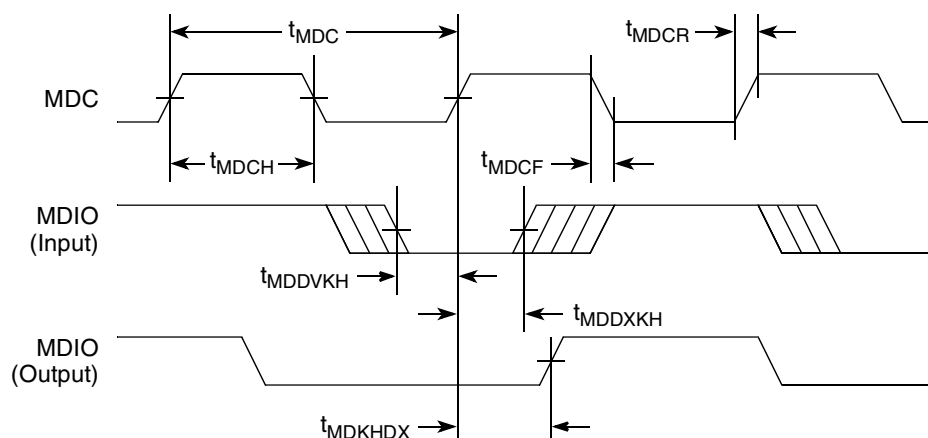 tMDC
tMDCR
MDC
tMDCH
tMDCF
MDIO
(Input)
tMDDVKH
tMDDXKH
MDIO
(Output)
tMDKHDX